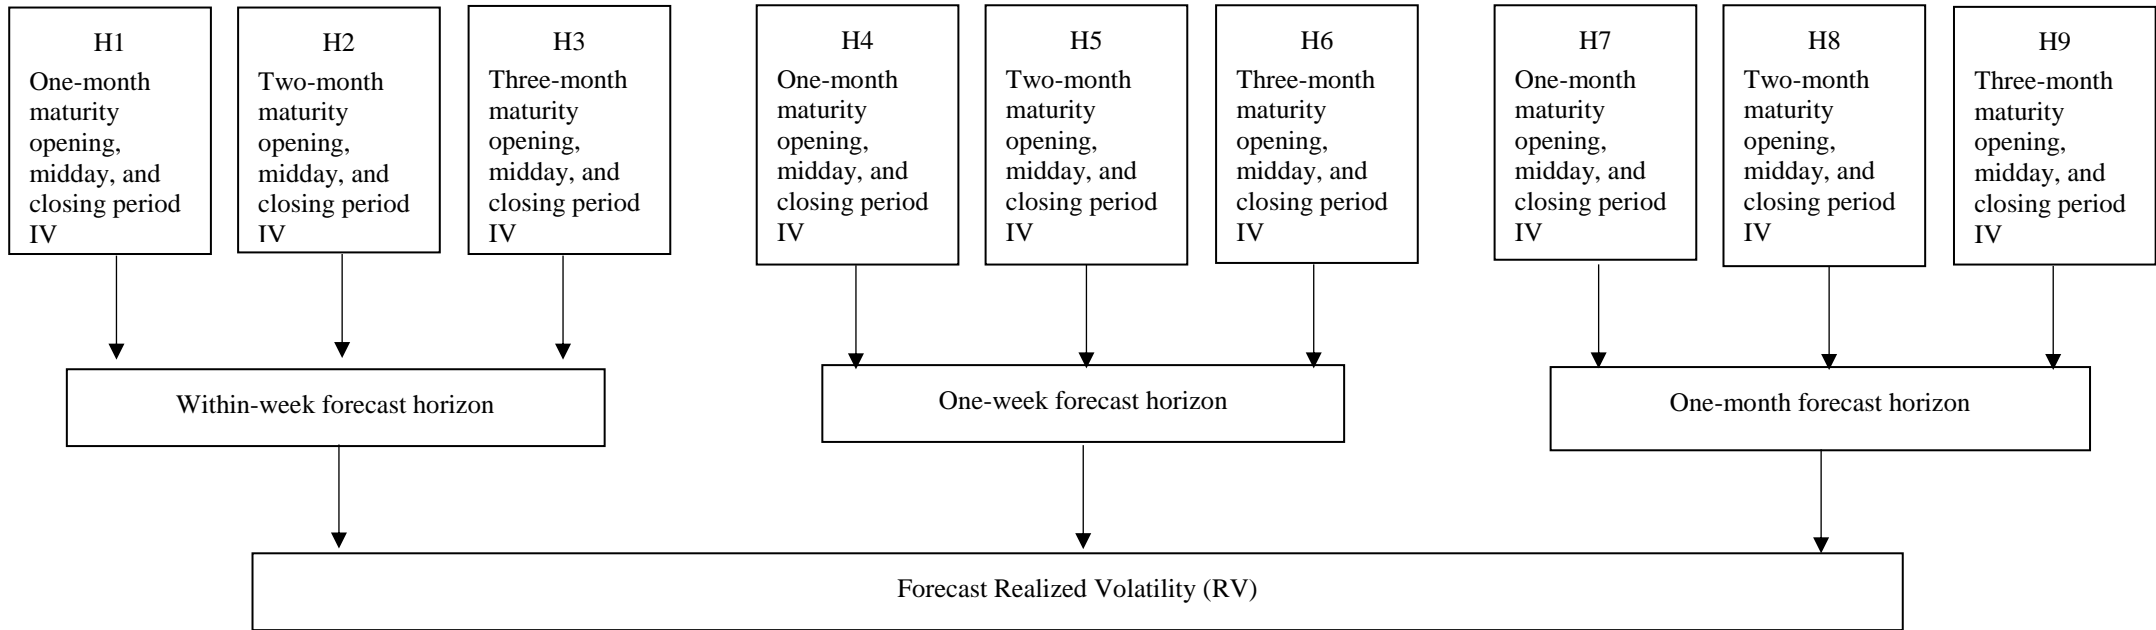 H1
One-month
maturity
opening,
midday, and
closing period
IV
H2
Two-month
maturity
opening,
midday, and
closing period
IV
H3
Three-month
maturity
opening,
midday, and
closing period
IV
H4
One-month
maturity
opening,
midday, and
closing period
IV
H5
Two-month
maturity
opening,
midday, and
closing period
IV
H6
Three-month
maturity
opening,
midday, and
closing period
IV
H7
One-month
maturity
opening,
midday, and
closing period
IV
H8
Two-month
maturity
opening,
midday, and
closing period
IV
H9
Three-month
maturity
opening,
midday, and
closing period
IV
Within-week forecast horizon
One-week forecast horizon
One-month forecast horizon
Forecast Realized Volatility (RV)